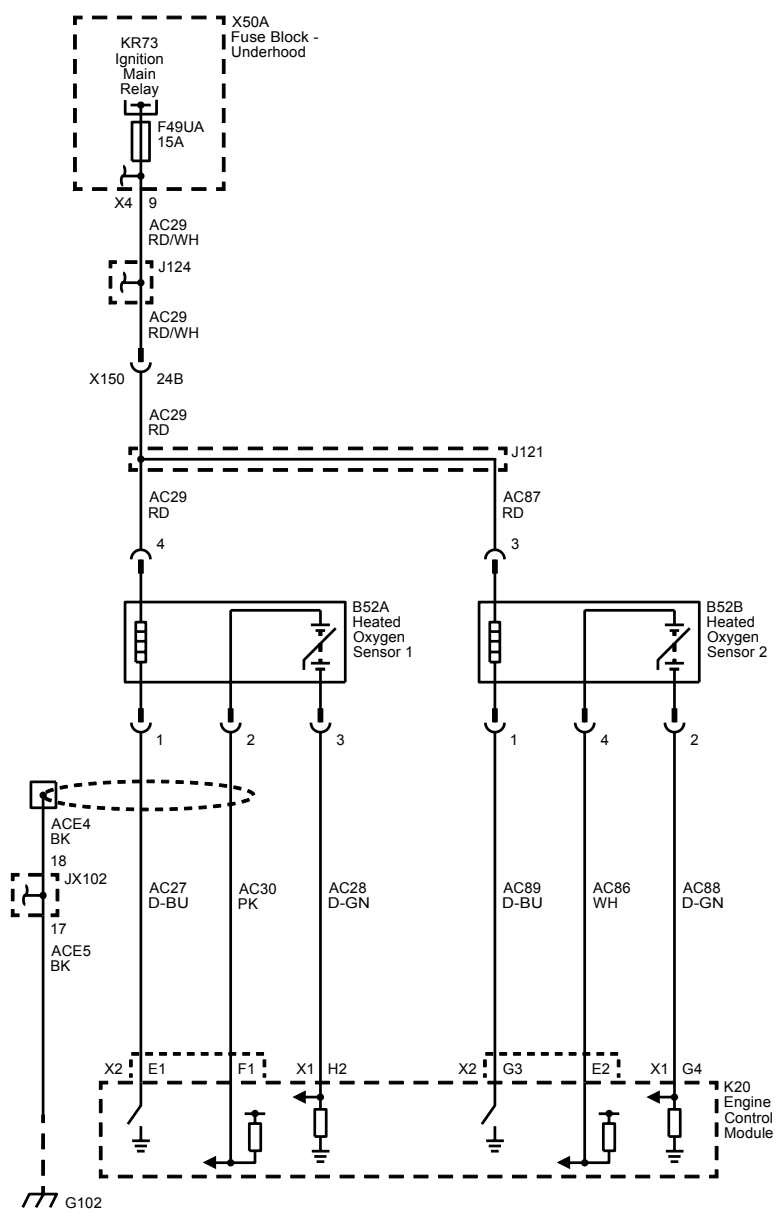 X50A
Fuse Block -
Underhood
KR73
Ignition
Main
Relay
F49UA
15A
X4 9
AC29
RD/WH
J124
AC29
RD/WH
X150 24B
AC29
RD
J121
AC29
RD
AC87
RD
4
3
B52A
Heated
Oxygen
Sensor 1
B52B
Heated
Oxygen
Sensor 2
1 2 3 1 4 2
ACE4
BK
18
JX102
17
ACE5
BK
AC27
D-BU
AC30
PK
AC28
D-GN
AC89
D-BU
AC86
WH
AC88
D-GN
X2 E1 F1 X1 H2 X2 G3 E2 X1 G4
K20
Engine
Control
Module
G102